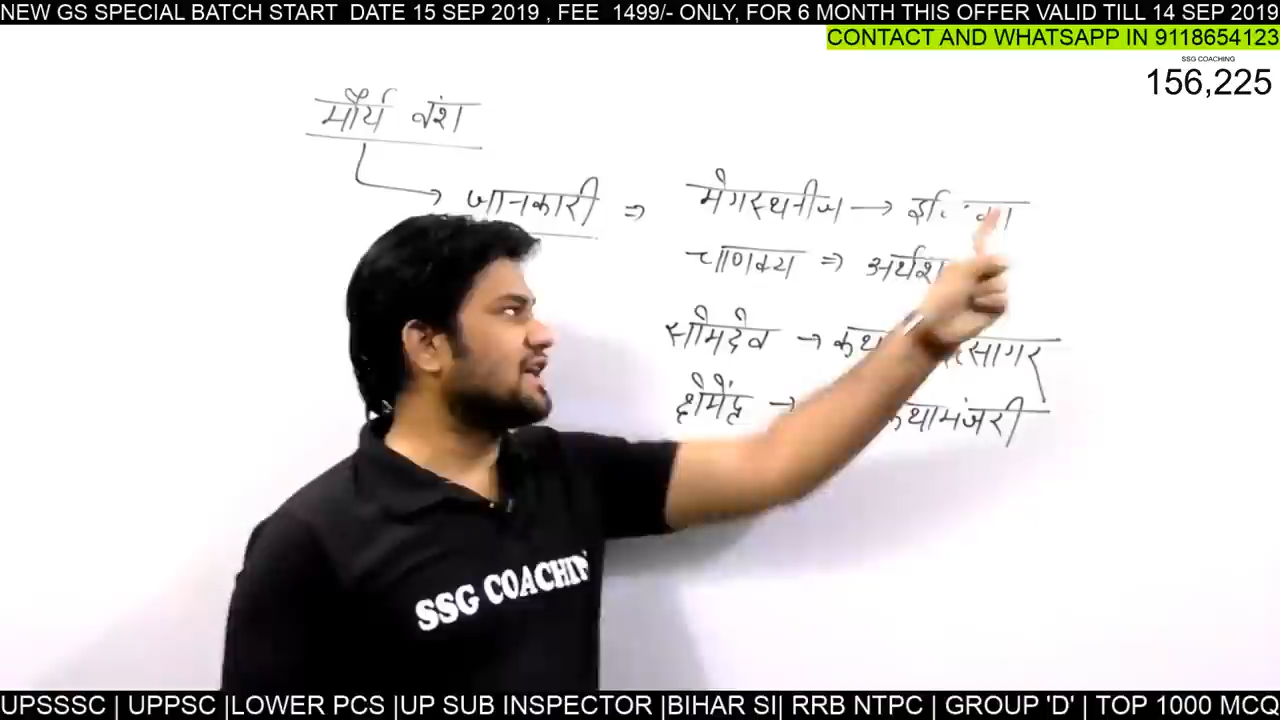 NEW GS SPECIAL BATCH START DATE 15 SEP 2019 , FEE 1499/- ONLY, FOR 6 MONTH THIS OFFER VALID TILL 14 SEP 2019
CONTACT AND WHATSAPP IN 9118654123
SSG COACHING
156,225
मौर्य वंश
जानकारी ⇒ मेगस्थनीज →
चाणक्य ⇒
सोमदेव →
क्षेमेंद्र →
SSG COACHIN
UPSSSC | UPPSC |LOWER PCS |UP SUB INSPECTOR |BIHAR SI| RRB NTPC | GROUP 'D' | TOP 1000 MCQ